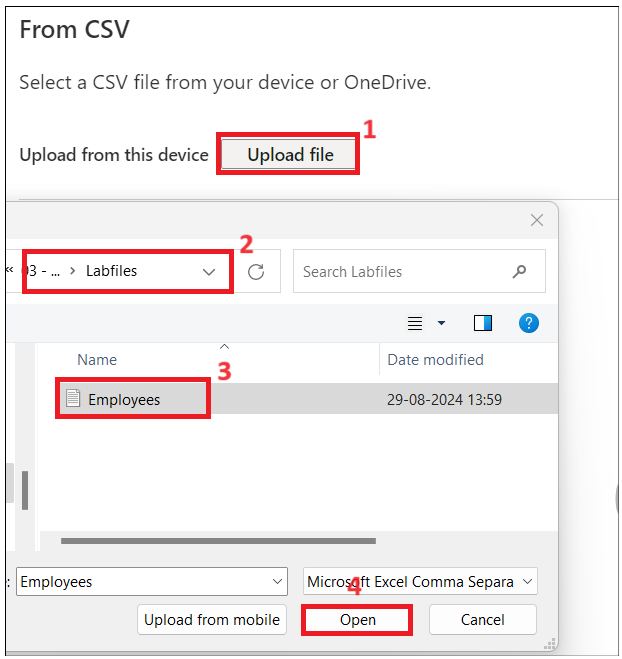 From CSV
Select a CSV file from your device or OneDrive.
1
Upload from this device Upload file
2
« 03 - ... > Labfiles Search Labfiles
?
3
Name Date modified
Employees 29-08-2024 13:59
: Employees Microsoft Excel Comma Separa
4
Upload from mobile Open Cancel